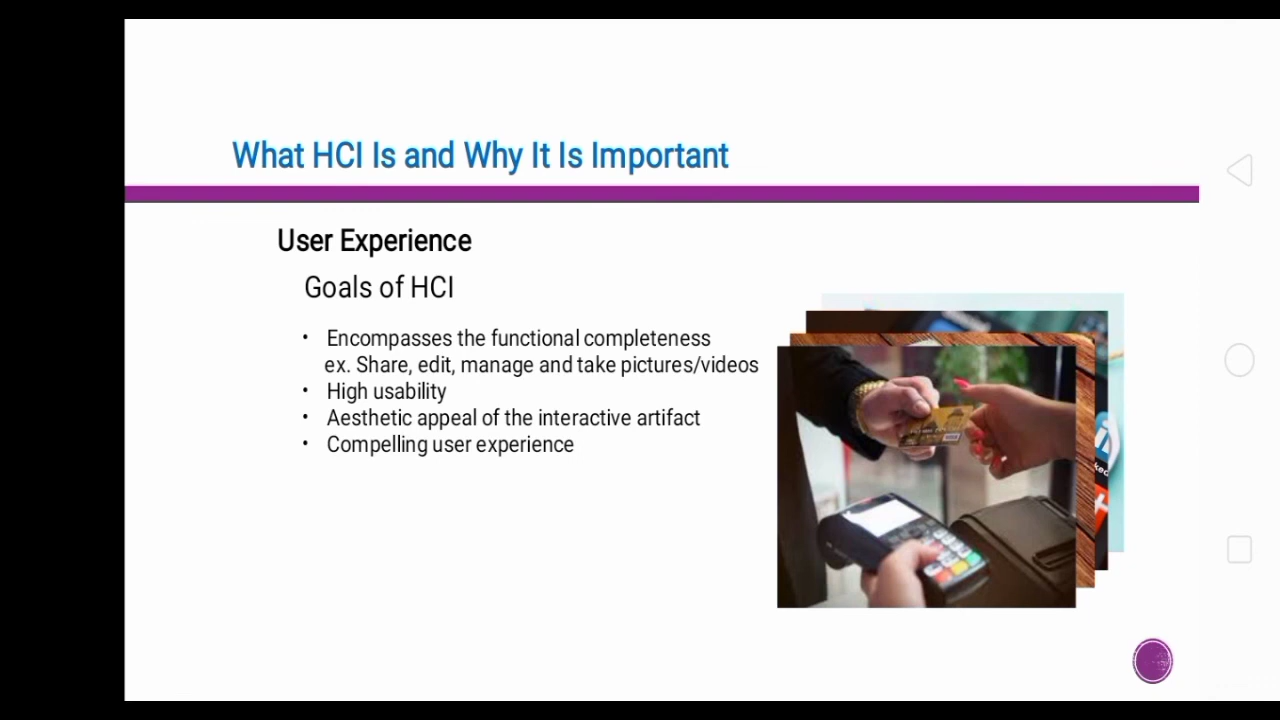 What HCI Is and Why It Is Important
User Experience
Goals of HCI
• Encompasses the functional completeness
ex. Share, edit, manage and take pictures/videos
• High usability
• Aesthetic appeal of the interactive artifact
• Compelling user experience